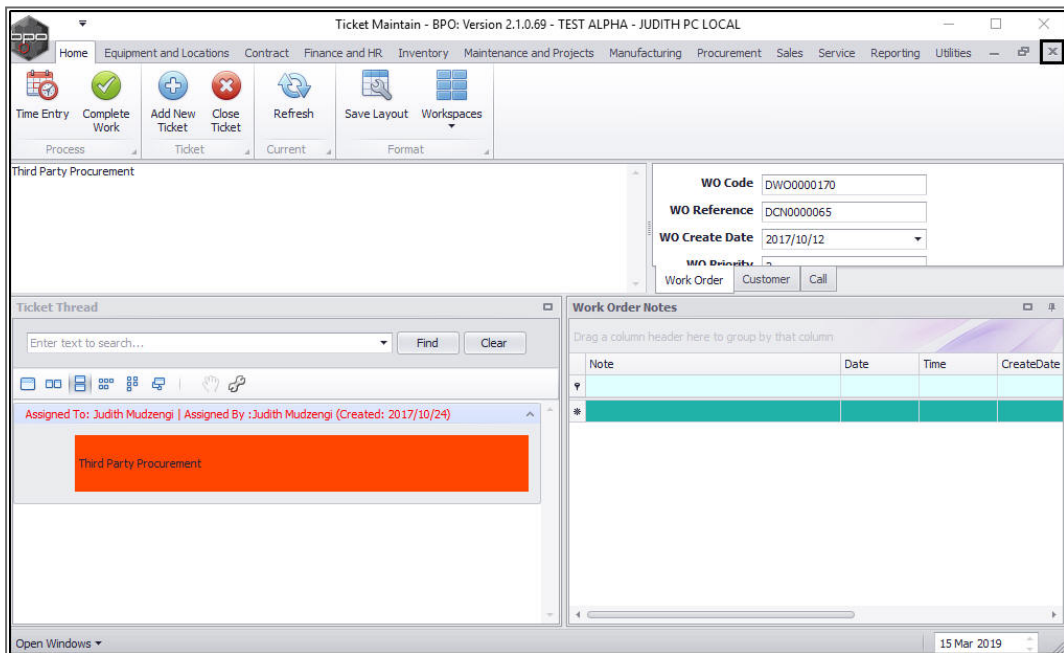 Ticket Maintain - BPO: Version 2.1.0.69 - TEST ALPHA - JUDITH PC LOCAL
bpo
Home Equipment and Locations Contract Finance and HR Inventory Maintenance and Projects Manufacturing Procurement Sales Service Reporting Utilities
Time Entry Complete Work Add New Ticket Close Ticket Refresh Save Layout Workspaces
Process Ticket Current Format
Third Party Procurement
WO Code DWO0000170
WO Reference DCN0000065
WO Create Date 2017/10/12
WO Priority
Work Order Customer Call
Ticket Thread
Enter text to search... Find Clear
Assigned To: Judith Mudzengi | Assigned By :Judith Mudzengi (Created: 2017/10/24)
Third Party Procurement
Work Order Notes
Drag a column header here to group by that column
Note Date Time CreateDate
Open Windows 15 Mar 2019